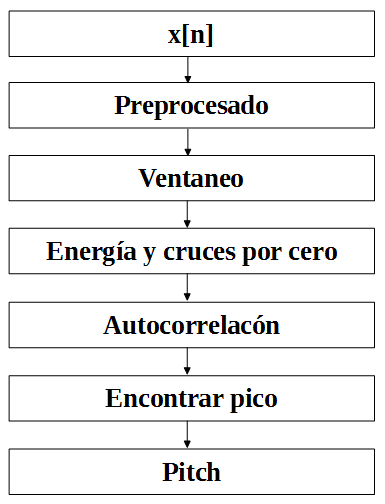 x[n]
Preprocesado
Ventaneo
Energía y cruces por cero
Autocorrelacón
Encontrar pico
Pitch